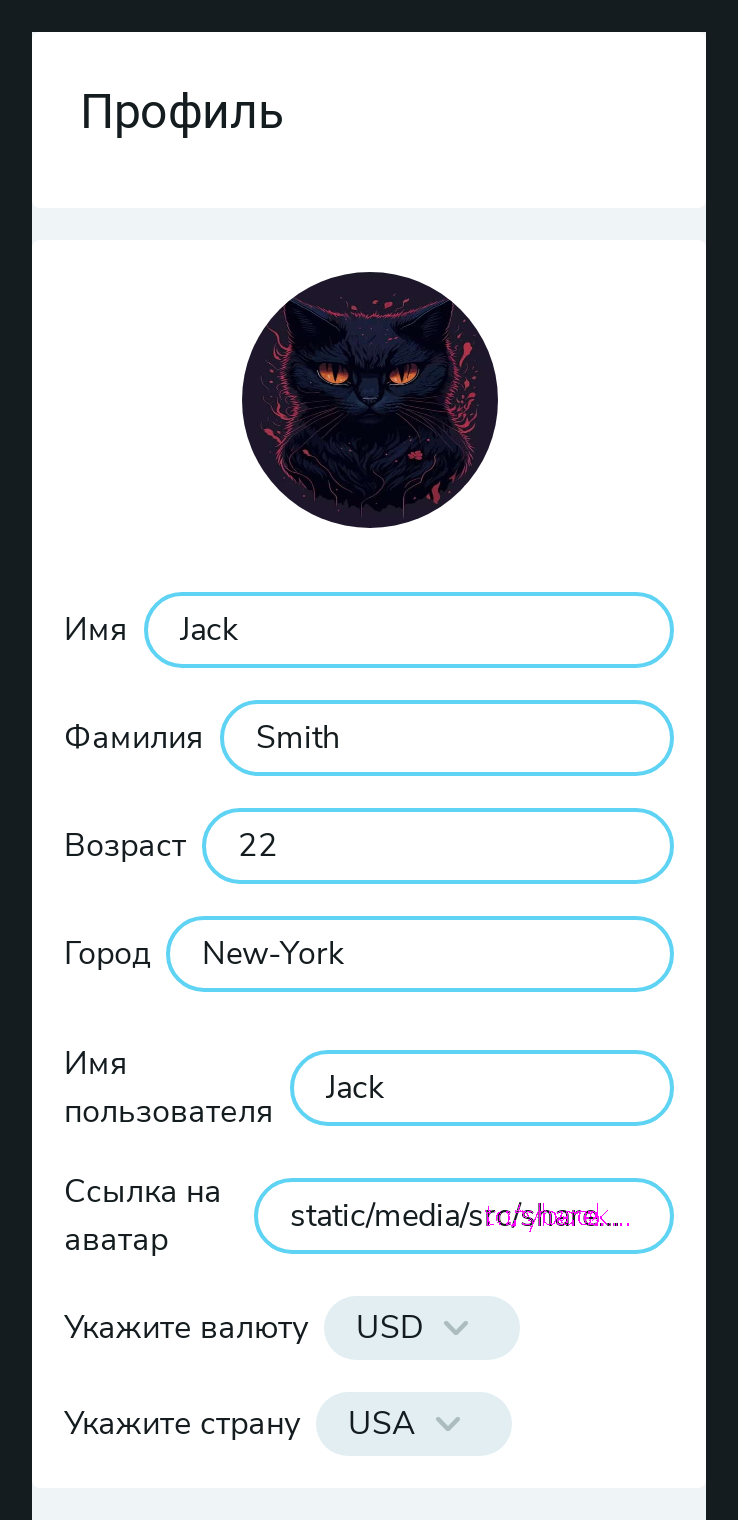 Профиль
Имя
Jack
Фамилия
Smith
Возраст
22
Город
New-York
Имя
пользователя
Jack
Ссылка на
аватар
static/media/src/share...
Укажите валюту
USD
Укажите страну
USA